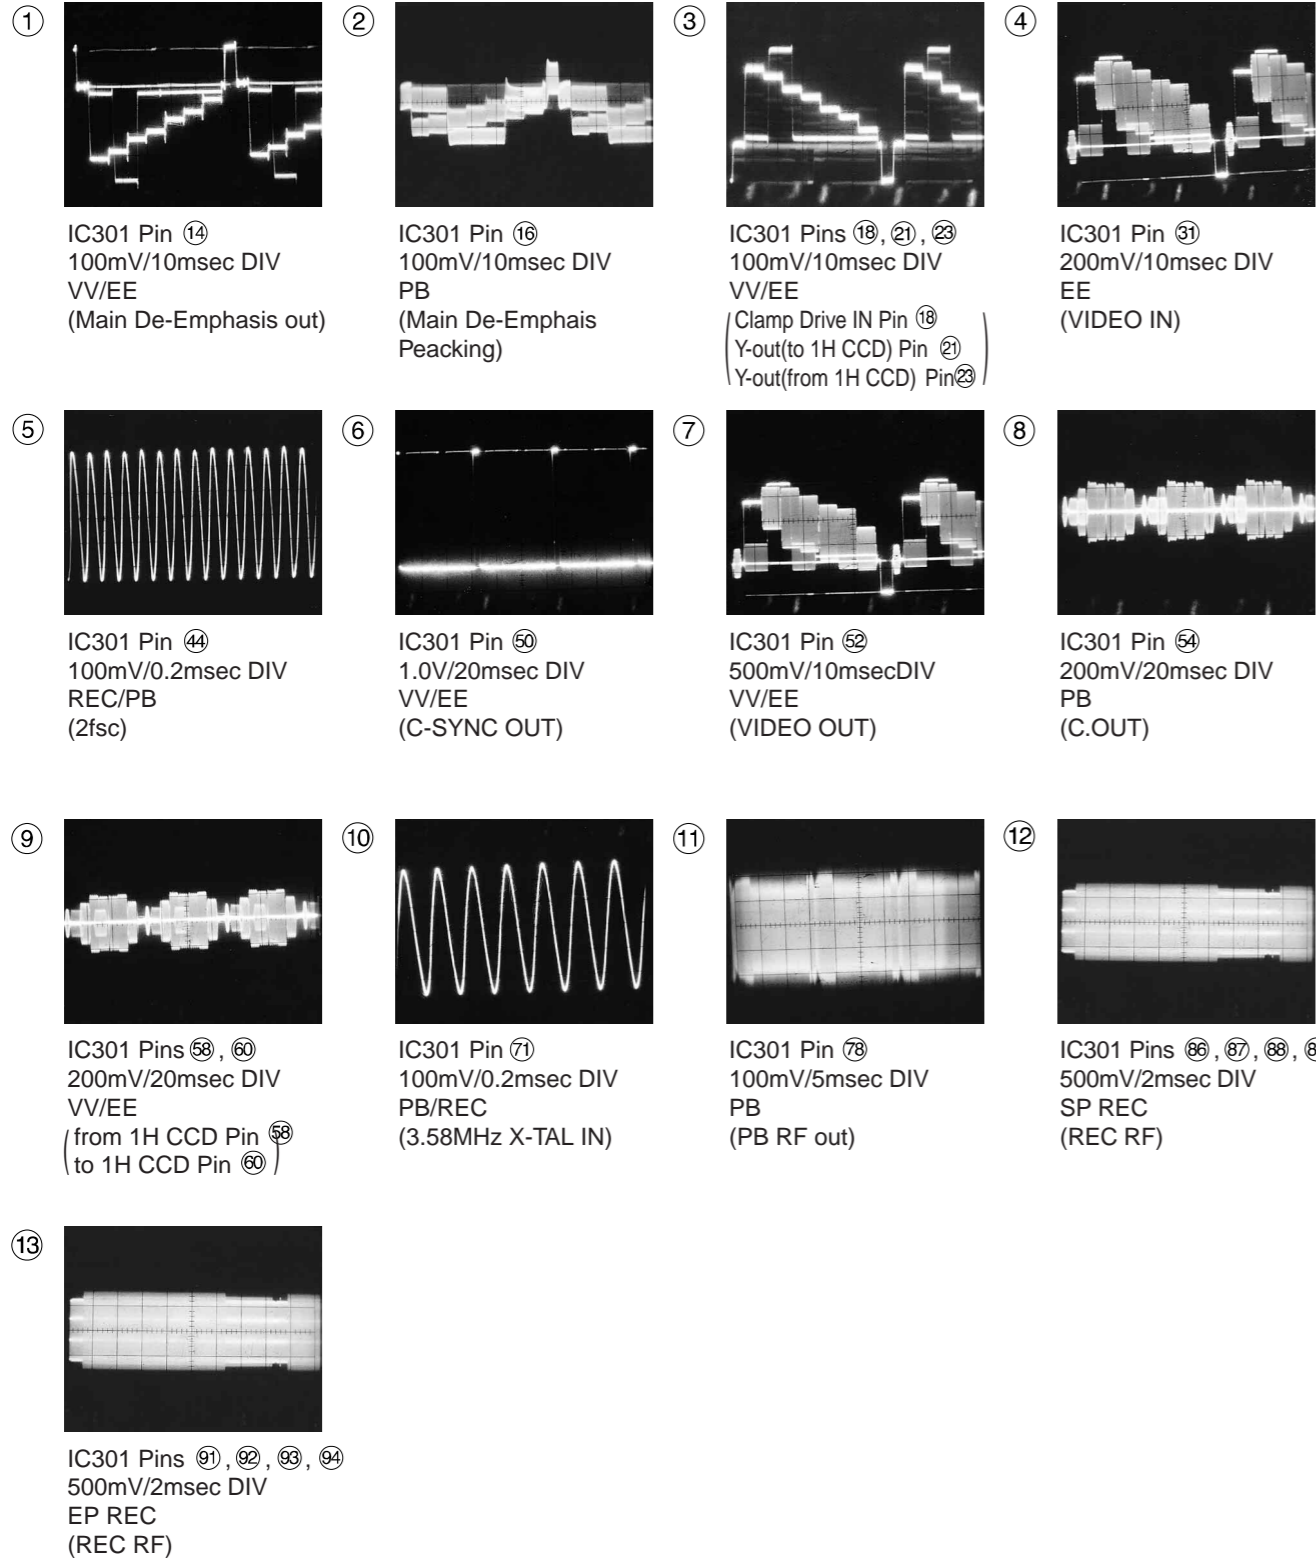 ①
IC301 Pin ⑭
100mV/10msec DIV
VV/EE
(Main De-Emphasis out)
②
IC301 Pin ⑯
100mV/10msec DIV
PB
(Main De-Emphais
Peacking)
③
IC301 Pins ⑱, ㉑, ㉓
100mV/10msec DIV
VV/EE
(Clamp Drive IN Pin ⑱
Y-out(to 1H CCD) Pin ㉑
Y-out(from 1H CCD) Pin㉓)
④
IC301 Pin ㉛
200mV/10msec DIV
EE
(VIDEO IN)
⑤
IC301 Pin ㊹
100mV/0.2msec DIV
REC/PB
(2fsc)
⑥
IC301 Pin ㊿
1.0V/20msec DIV
VV/EE
(C-SYNC OUT)
⑦
IC301 Pin 52
500mV/10msecDIV
VV/EE
(VIDEO OUT)
⑧
IC301 Pin 54
200mV/20msec DIV
PB
(C.OUT)
⑨
IC301 Pins 58, 60
200mV/20msec DIV
VV/EE
(from 1H CCD Pin 58
to 1H CCD Pin 60)
⑩
IC301 Pin 71
100mV/0.2msec DIV
PB/REC
(3.58MHz X-TAL IN)
⑪
IC301 Pin 78
100mV/5msec DIV
PB
(PB RF out)
⑫
IC301 Pins 86, 87, 88,
500mV/2msec DIV
SP REC
(REC RF)
⑬
IC301 Pins 91, 92, 93, 94
500mV/2msec DIV
EP REC
(REC RF)